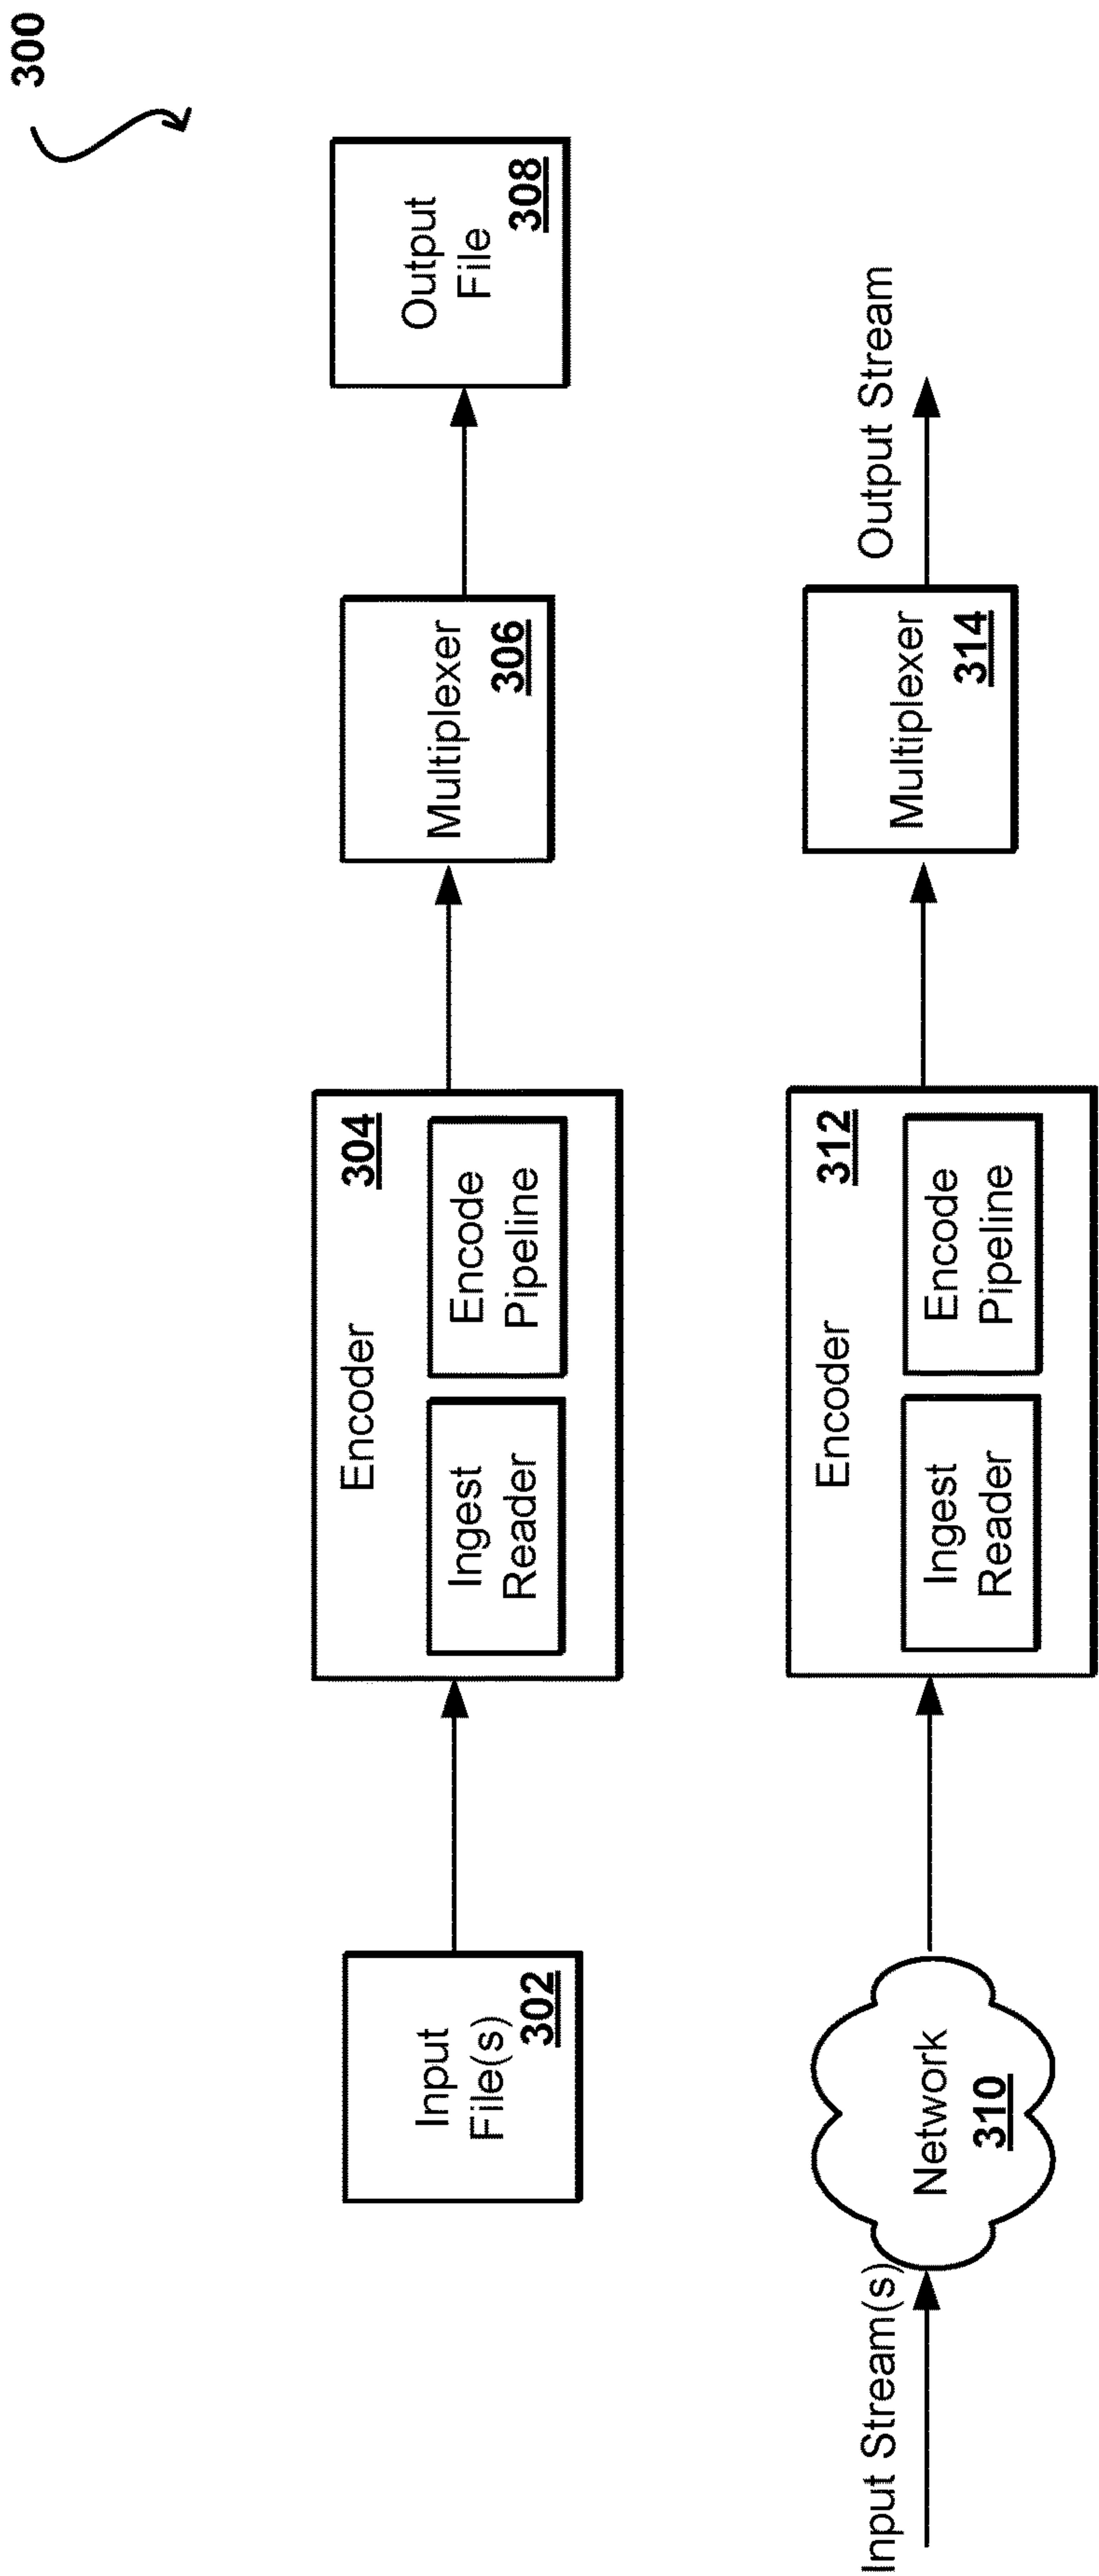 300
Input
File(s)
302
Encoder
304
Ingest
Reader
Encode
Pipeline
Multiplexer
306
Output
File
308
Input Stream(s)
Network
310
Encoder
312
Ingest
Reader
Encode
Pipeline
Multiplexer
314
Output Stream